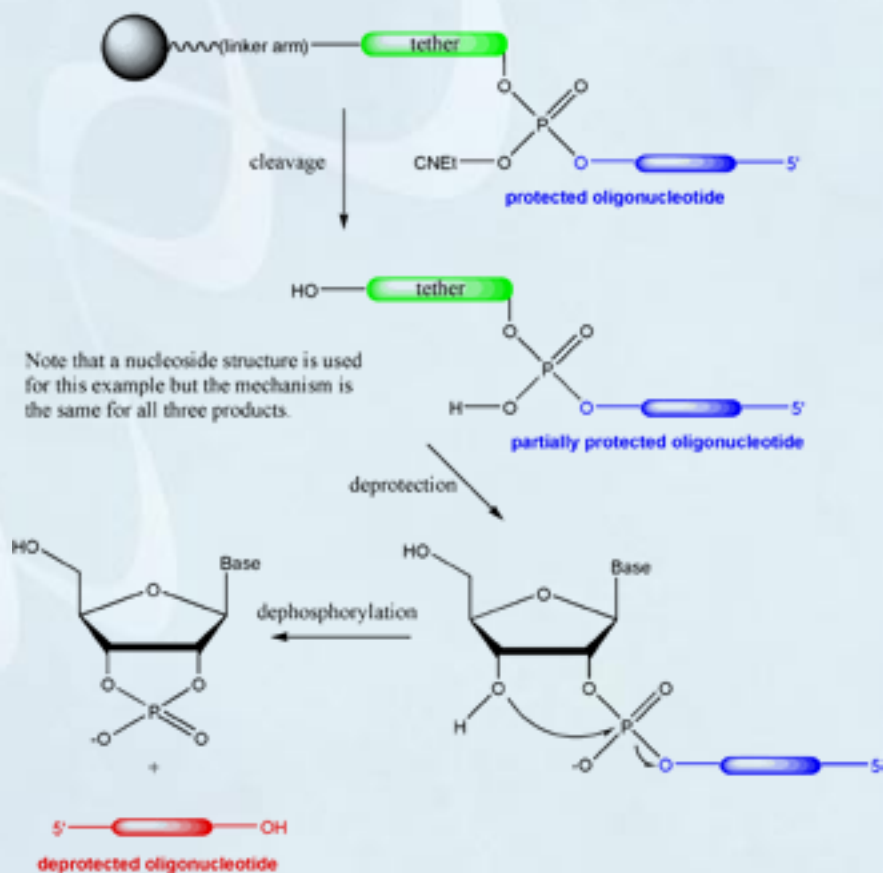 (linker arm)
tether
O
O
P
CNEt
O
O
5'
protected oligonucleotide
cleavage
HO
tether
O
O
P
H
O
O
5'
partially protected oligonucleotide
Note that a nucleoside structure is used
for this example but the mechanism is
the same for all three products.
deprotection
HO
Base
O
O
O
P
-O
O
dephosphorylation
HO
Base
O
O
O
O
H
P
-O
O
5'
+
5'
OH
deprotected oligonucleotide